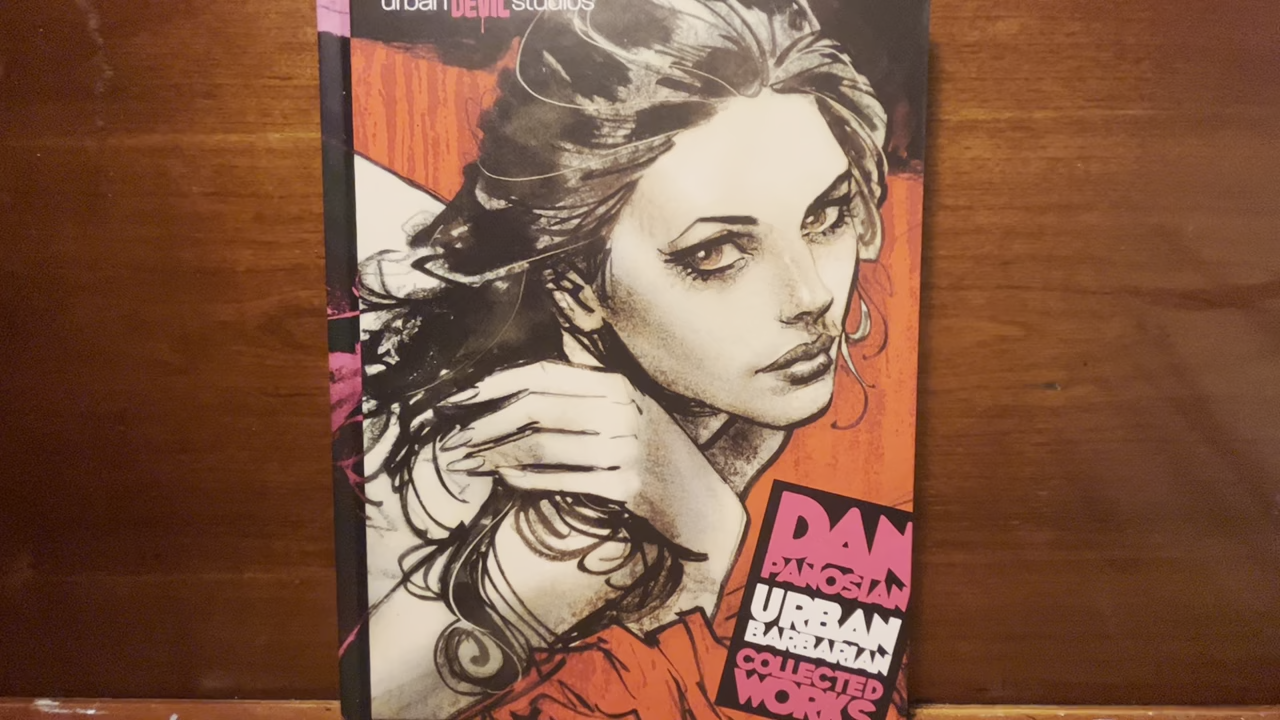 urban DEVIL studios
DAN
PANOSIAN
URBAN
BARBARIAN
COLLECTED
WORKS